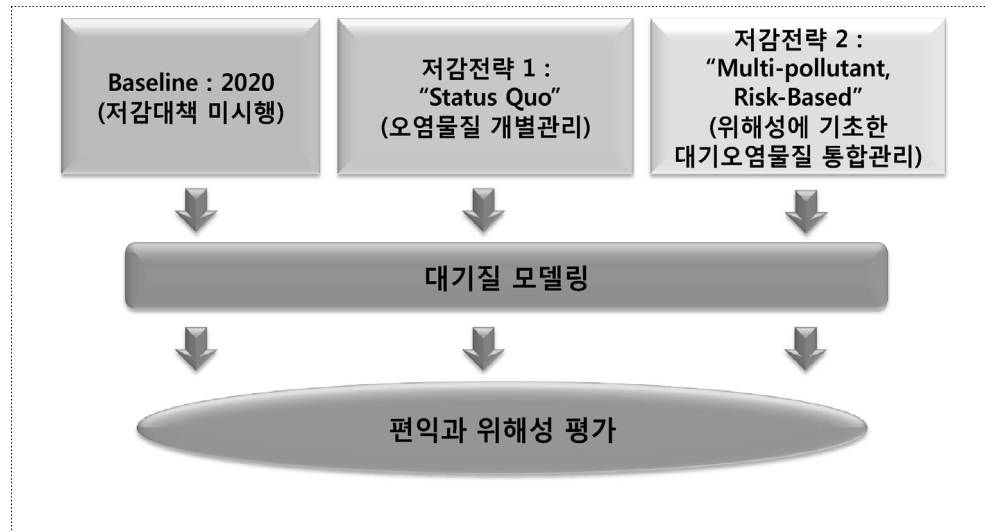 Baseline : 2020
(저감대책 미시행)
저감전략 1 :
“Status Quo”
(오염물질 개별관리)
저감전략 2 :
“Multi-pollutant,
Risk-Based”
(위해성에 기초한
대기오염물질 통합관리)
대기질 모델링
편익과 위해성 평가